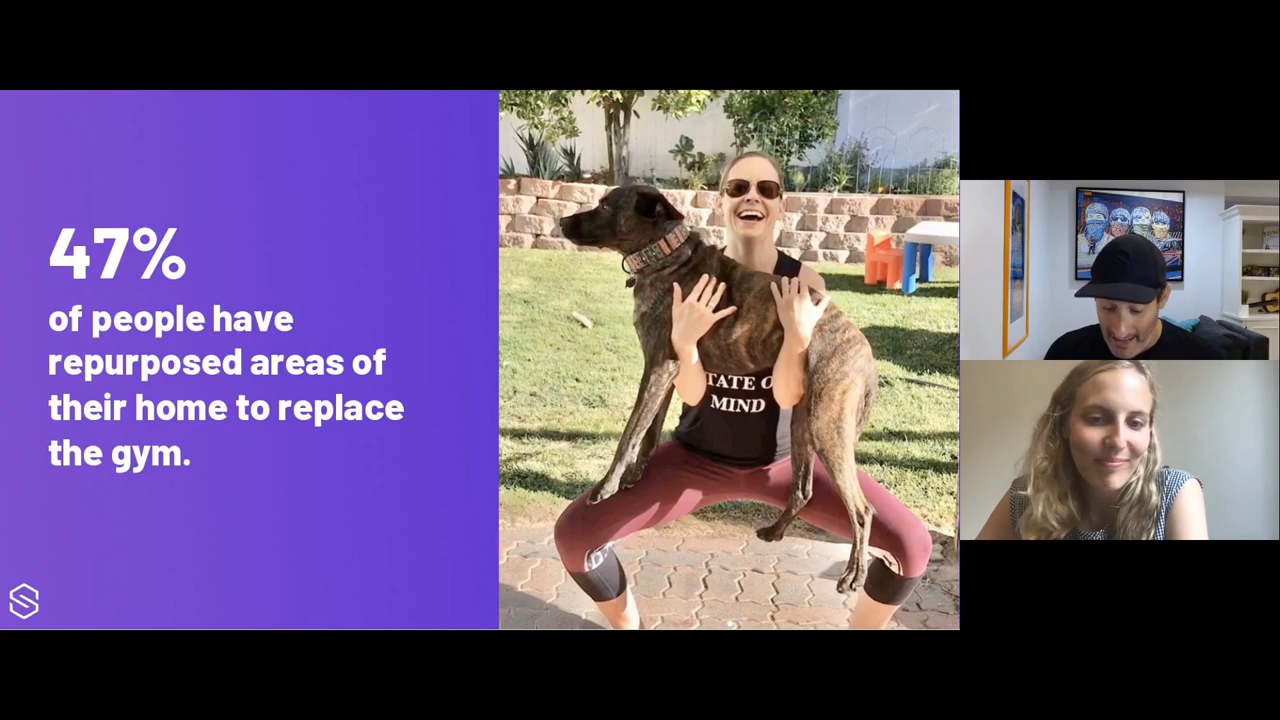 47%
of people have
repurposed areas of
their home to replace
the gym.
TATE O
MIND